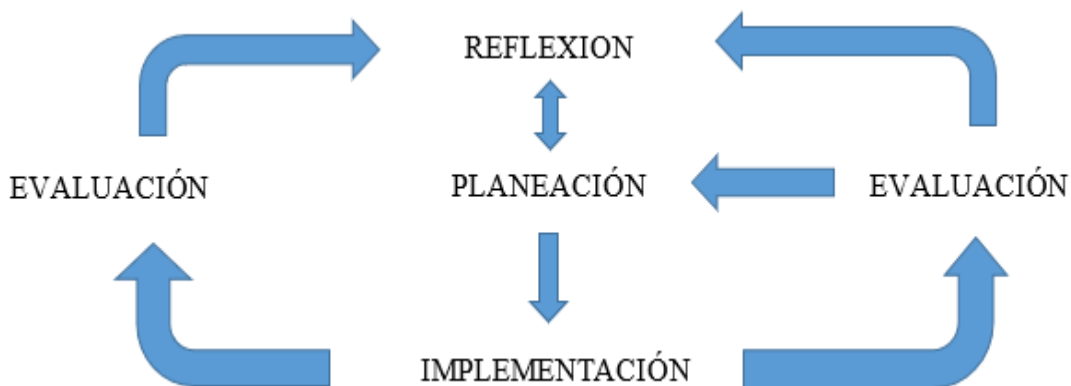 REFLEXION
EVALUACIÓN
PLANEACIÓN
EVALUACIÓN
IMPLEMENTACIÓN